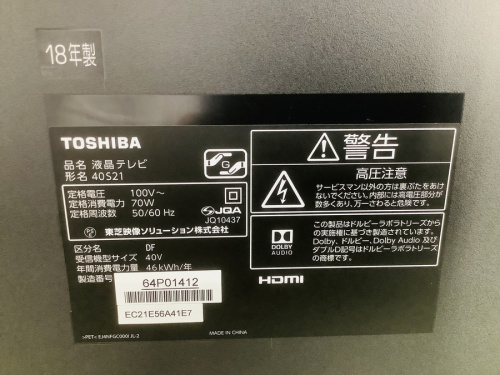 18年製
TOSHIBA
品名 液晶テレビ
形名 40S21
定格電圧 100V~
定格消費電力 70W
定格周波数 50/60 Hz
JQA
JQ10437
東芝映像ソリューション株式会社
区分名 DF
受信機型サイズ 40V
年間消費電力量 46kWh/年
製造番号
64P01412
EC21E56A41E7
G
警告
高圧注意
サービスマン以外の方は裏ぶたをあけ
ないでください。内部には高電圧部分が
数多くあり、万一さわると危険です。
DOLBY
AUDIO
この製品はドルビーラボラトリーズから
の実施権に基づき製造されています。
Dolby、ドルビー、Dolby Audio 及び
ダブルD記号はドルビーラボラトリーズ
の商標です。
HDMI
MADE IN CHINA